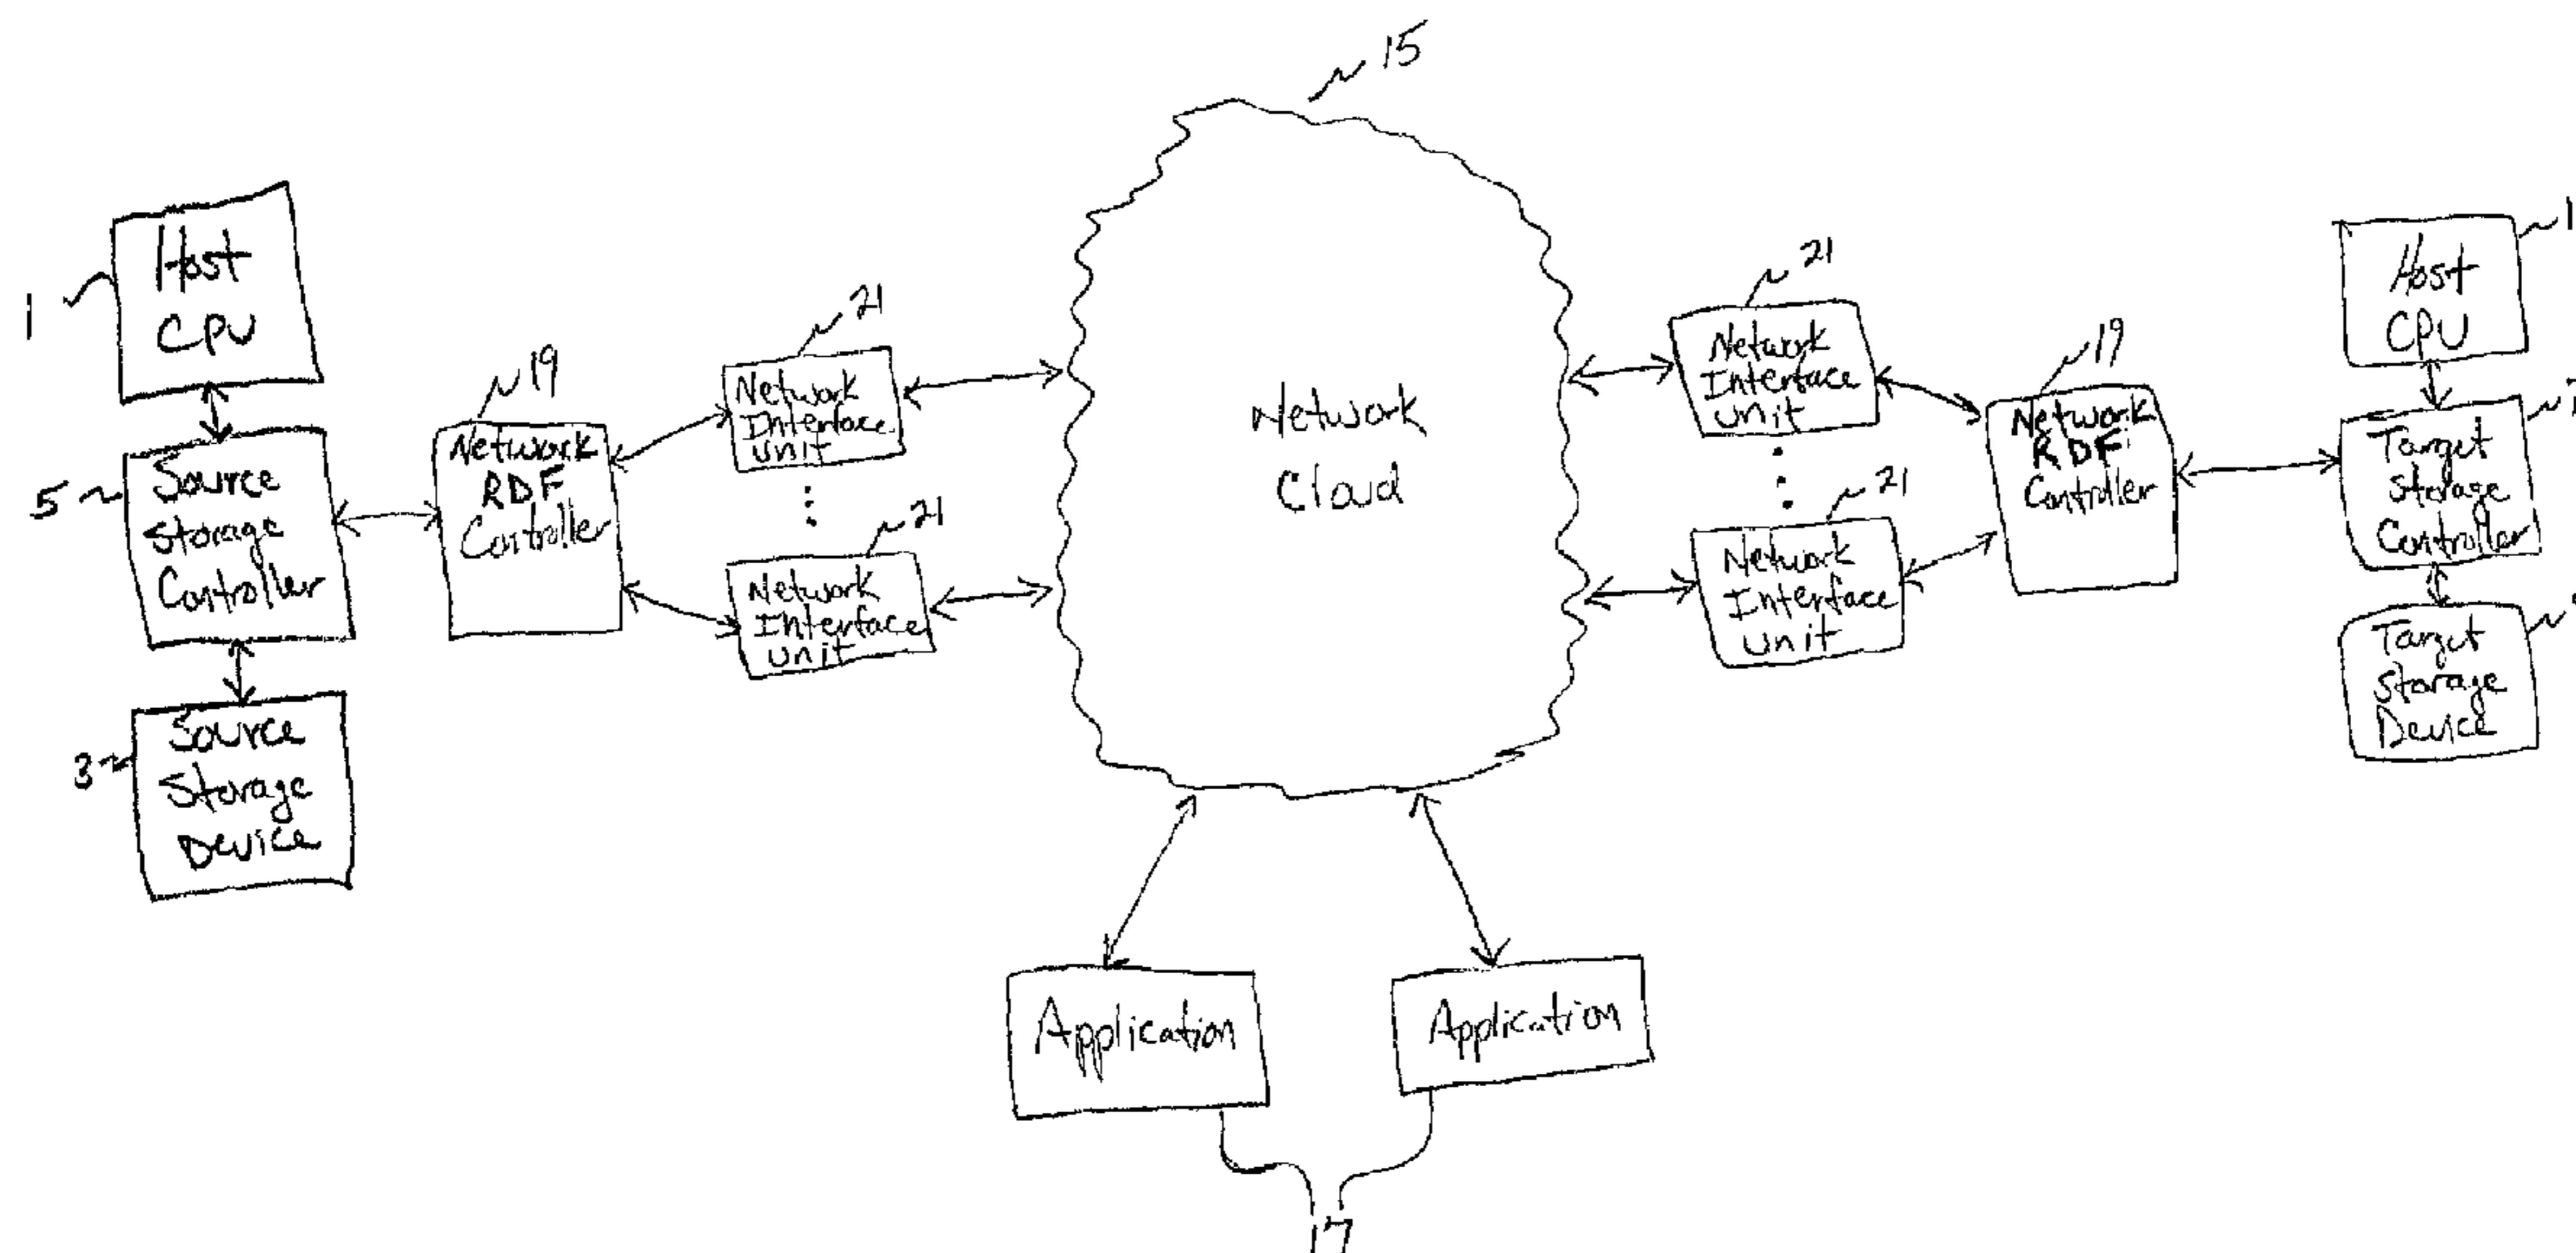 15
1
Host
CPU
5
Source
Storage
Controller
3
Source
Storage
Device
19
Network
RDF
Controller
21
Network
Interface
Unit
21
Network
Interface
Unit
Network
Cloud
21
Network
Interface
Unit
21
Network
Interface
Unit
19
Network
RDF
Controller
Host
CPU
Target
Storage
Controller
Target
Storage
Device
Application
Application
17